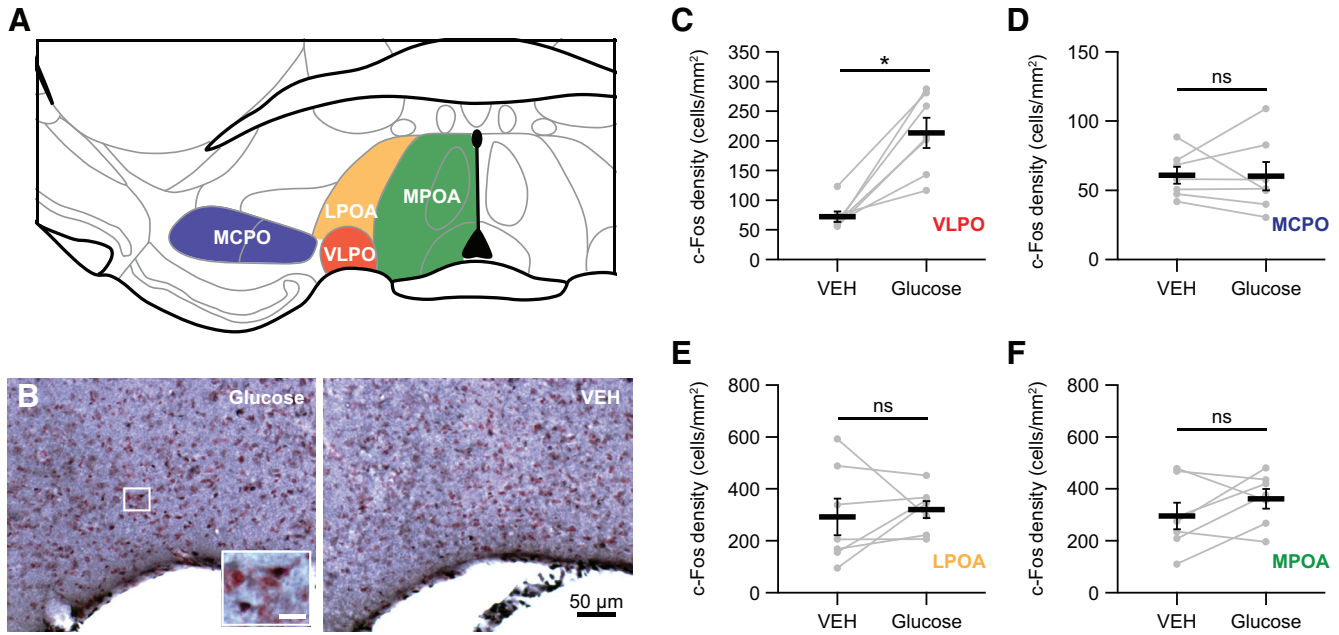 A
MCPO
LPOA
VLPO
MPOA
B
Glucose
VEH
50 µm
C
c-Fos density (cells/mm²)
350
300
250
200
150
100
50
0
*
VLPO
VEH Glucose
D
c-Fos density (cells/mm²)
150
100
50
0
ns
MCPO
VEH Glucose
E
c-Fos density (cells/mm²)
800
600
400
200
0
ns
LPOA
VEH Glucose
F
c-Fos density (cells/mm²)
800
600
400
200
0
ns
MPOA
VEH Glucose